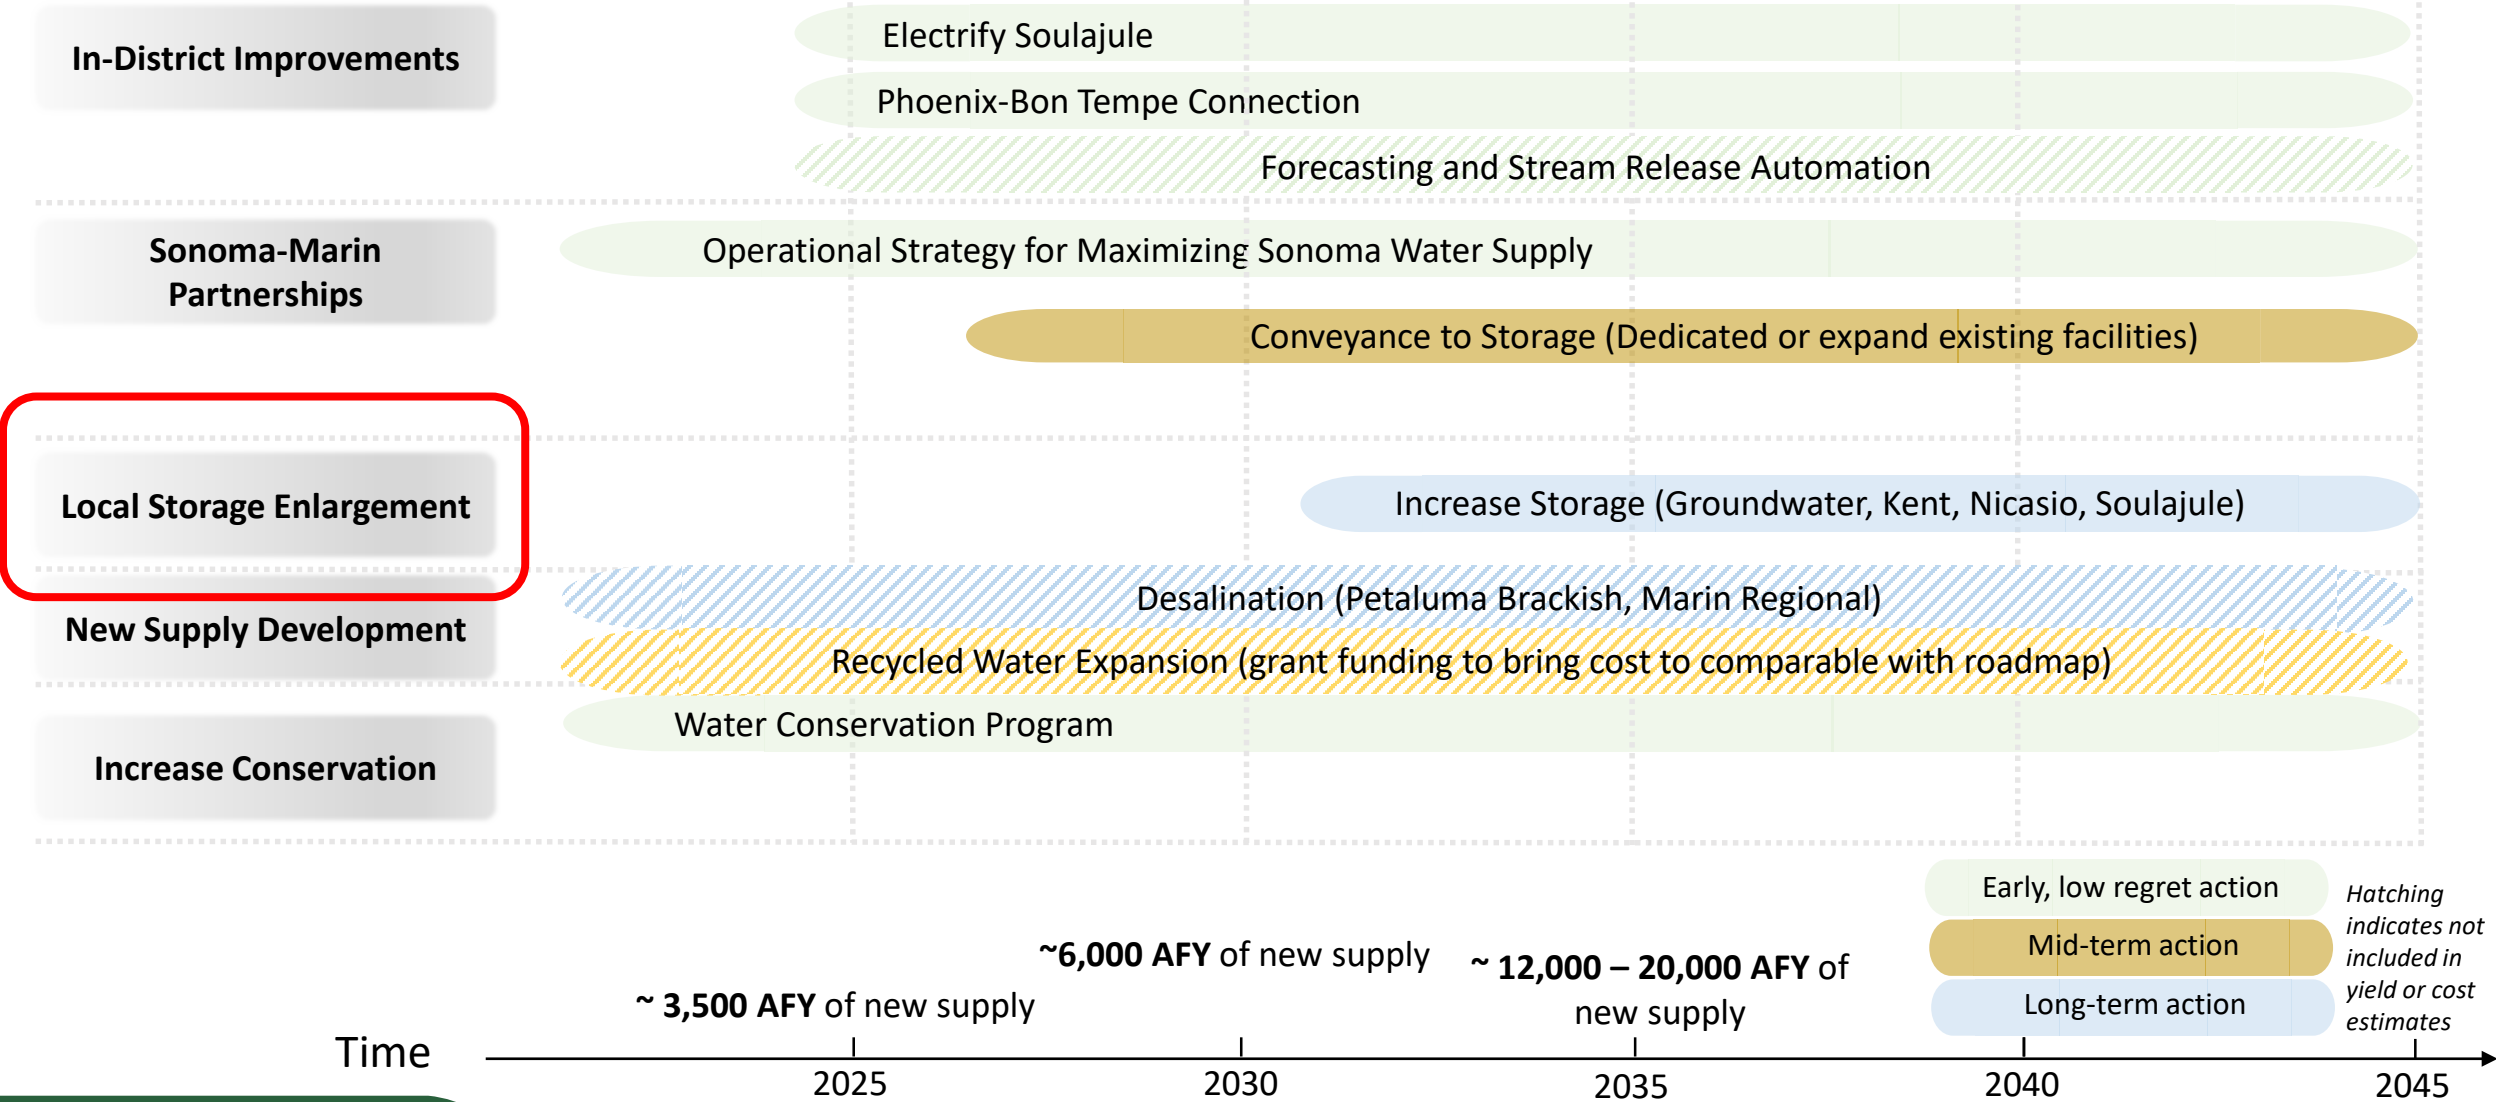 In-District Improvements
Electrify Soulajule
Phoenix-Bon Tempe Connection
Forecasting and Stream Release Automation
Sonoma-Marin
Partnerships
Operational Strategy for Maximizing Sonoma Water Supply
Conveyance to Storage (Dedicated or expand existing facilities)
Local Storage Enlargement
Increase Storage (Groundwater, Kent, Nicasio, Soulajule)
New Supply Development
Desalination (Petaluma Brackish, Marin Regional)
Recycled Water Expansion (grant funding to bring cost to comparable with roadmap)
Increase Conservation
Water Conservation Program
~ 3,500 AFY of new supply
~6,000 AFY of new supply
~ 12,000 – 20,000 AFY of
new supply
Early, low regret action
Mid-term action
Long-term action
Hatching
indicates not
included in
yield or cost
estimates
Time
2025
2030
2035
2040
2045